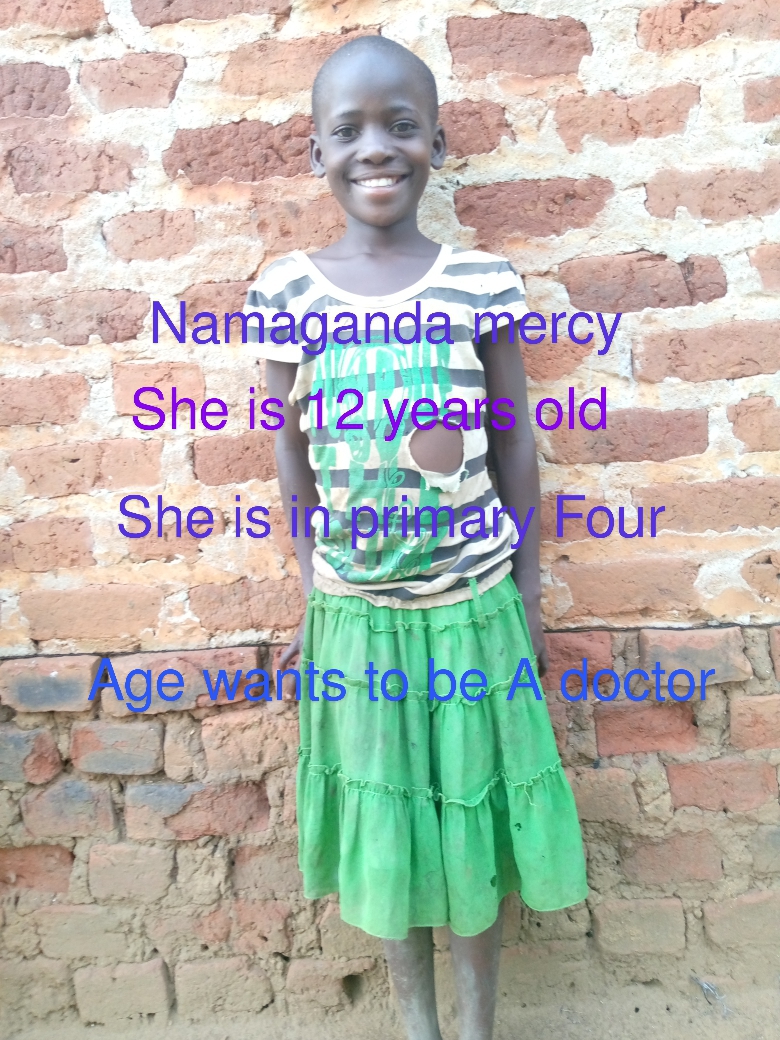 Namaganda mercy
She is 12 years old
She is in primary Four
Age wants to be A doctor